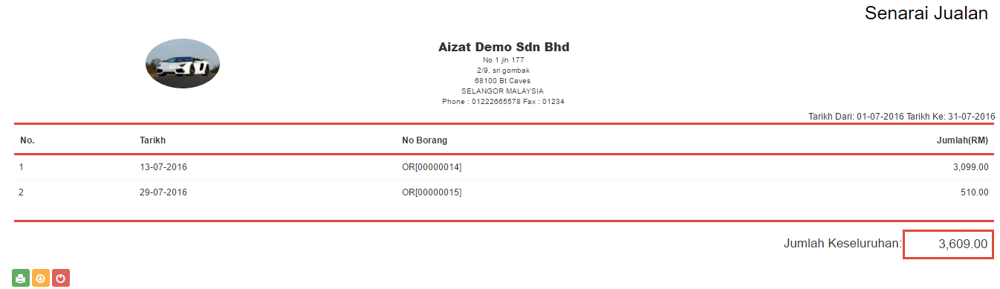 Senarai Jualan
Aizat Demo Sdn Bhd
No 1 jln 177
2/9, sri gombak
68100 Bt Caves
SELANGOR MALAYSIA
Phone : 01222665578 Fax : 01234
Tarikh Dari: 01-07-2016 Tarikh Ke: 31-07-2016
No. Tarikh No Borang Jumlah(RM)
1 13-07-2016 OR[00000014] 3,099.00
2 29-07-2016 OR[00000015] 510.00
Jumlah Keseluruhan: 3,609.00